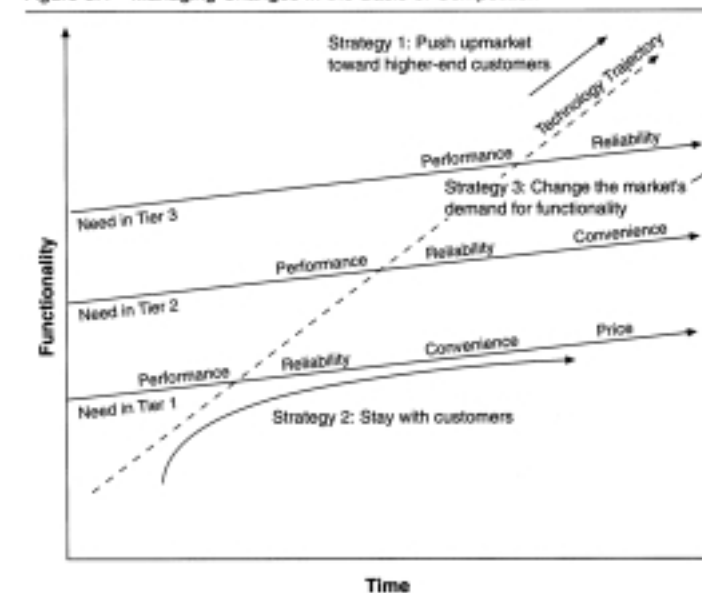 Strategy 1: Push upmarket
toward higher-end customers
Technology Trajectory
Performance Reliability
Need in Tier 3
Strategy 3: Change the market's
demand for functionality
Performance Reliability Convenience
Need in Tier 2
Performance Reliability Convenience Price
Need in Tier 1
Strategy 2: Stay with customers
Functionality
Time